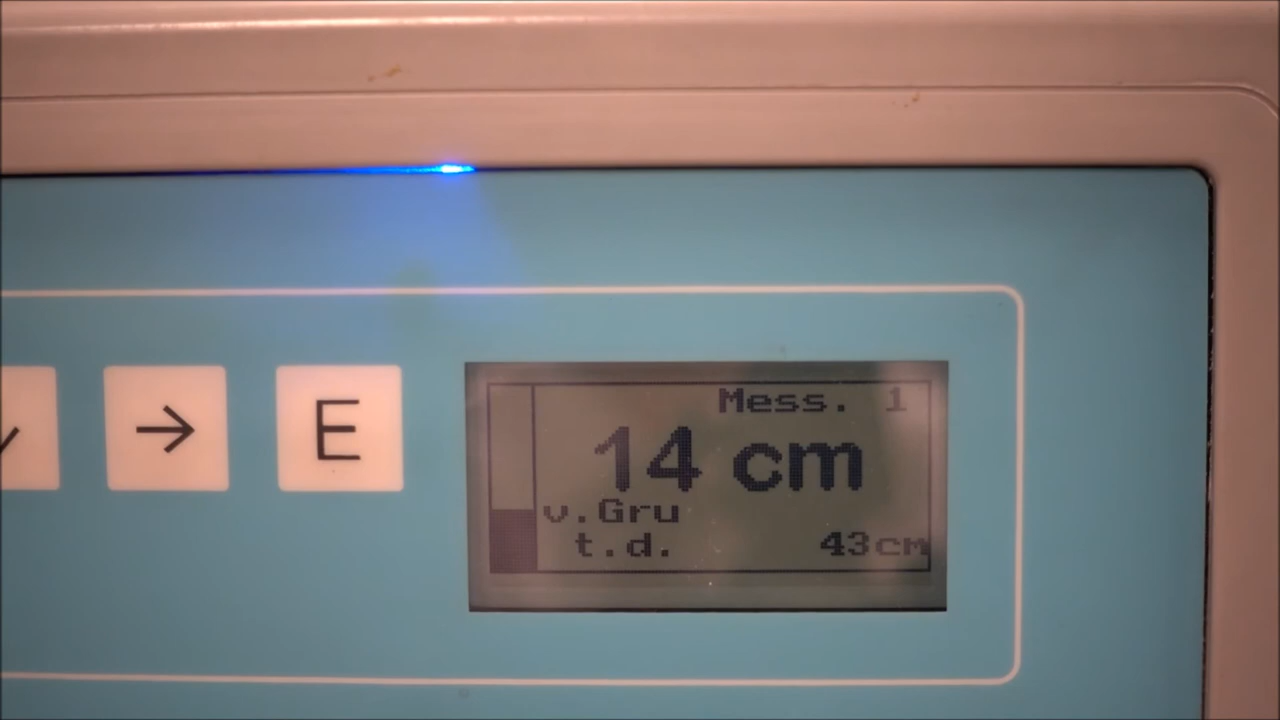 → E
Mess. 1
14 cm
v.Gru
t.d. 43cm